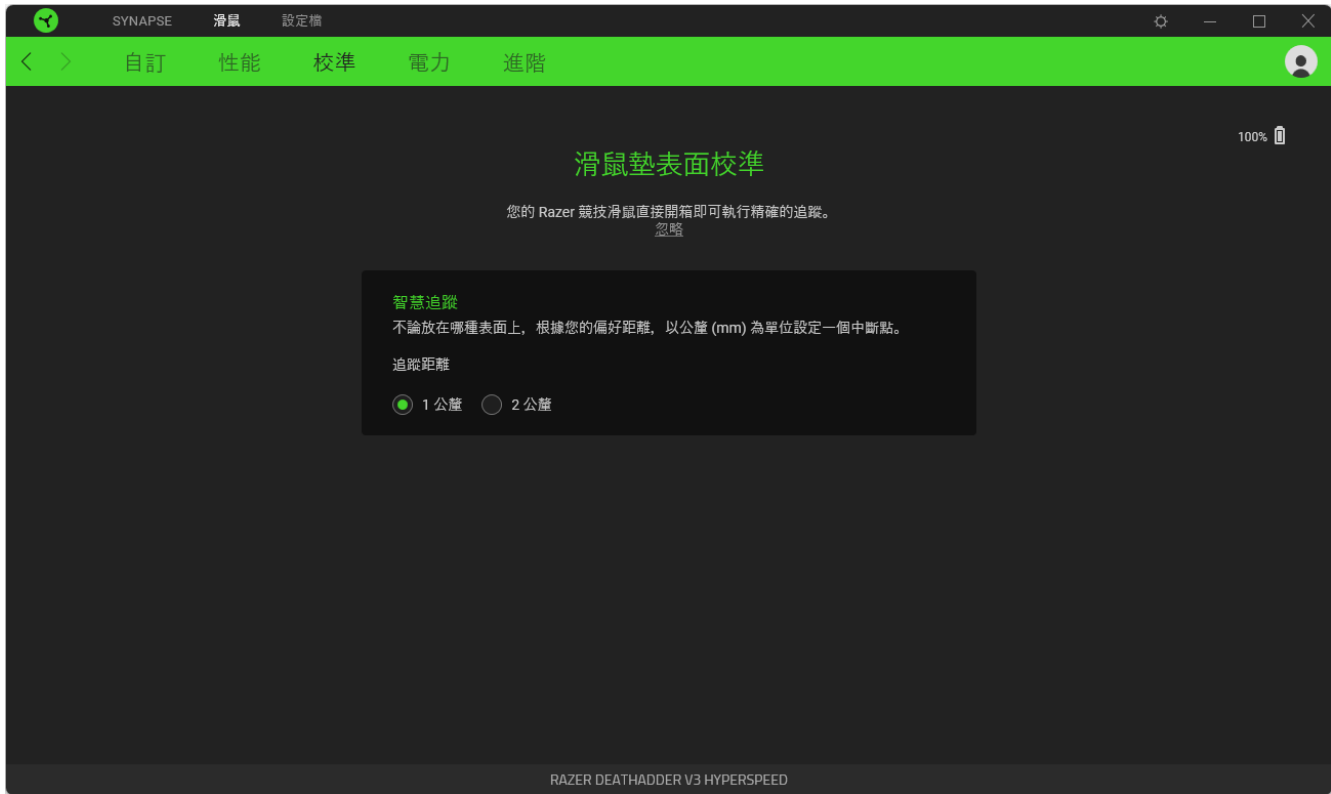 SYNAPSE 滑鼠 設定檔
自訂 性能 校準 電力 進階
100%
滑鼠墊表面校準
您的 Razer 競技滑鼠直接開箱即可執行精確的追蹤。
忽略
智慧追蹤
不論放在哪種表面上，根據您的偏好距離，以公釐 (mm) 為單位設定一個中斷點。
追蹤距離
1 公釐 2 公釐
RAZER DEATHADDER V3 HYPERSPEED